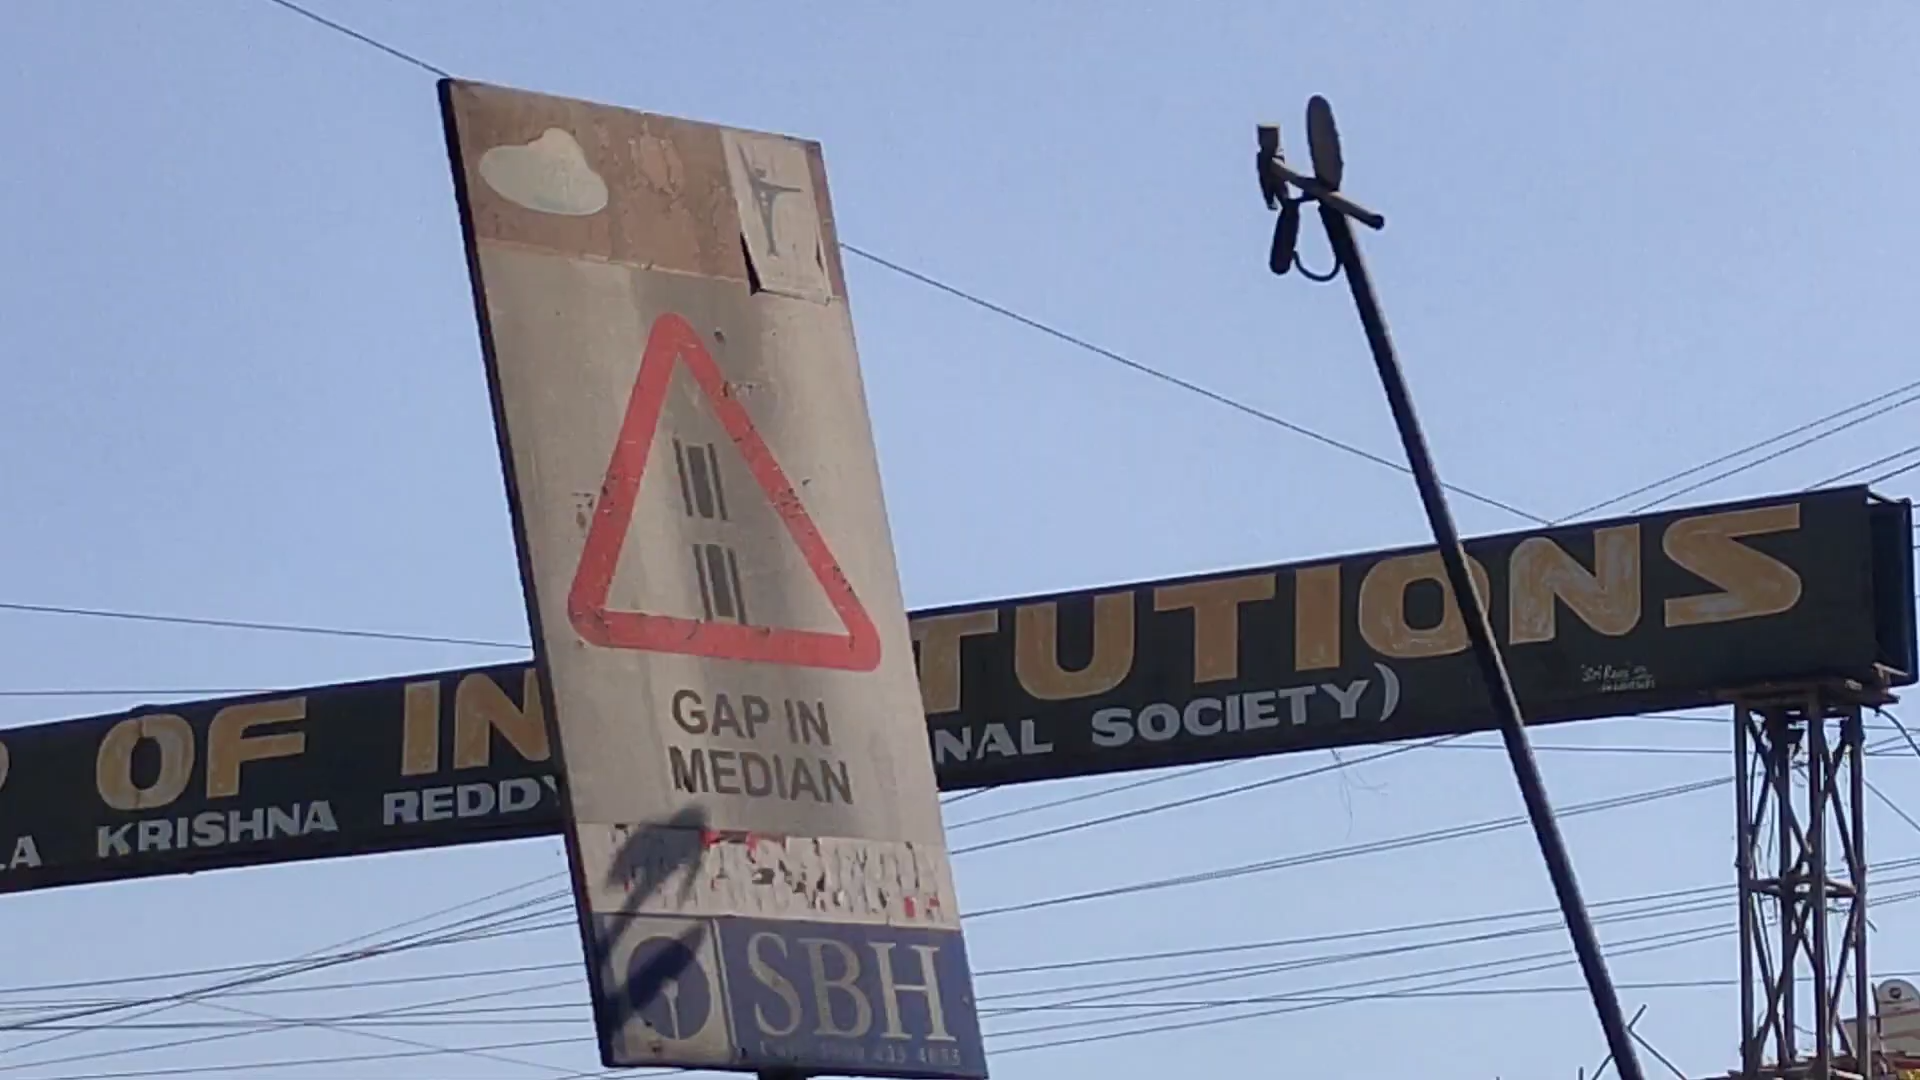 GAP IN
MEDIAN
SBH
OF IN TUTIONS
KRISHNA REDDY NAL SOCIETY)